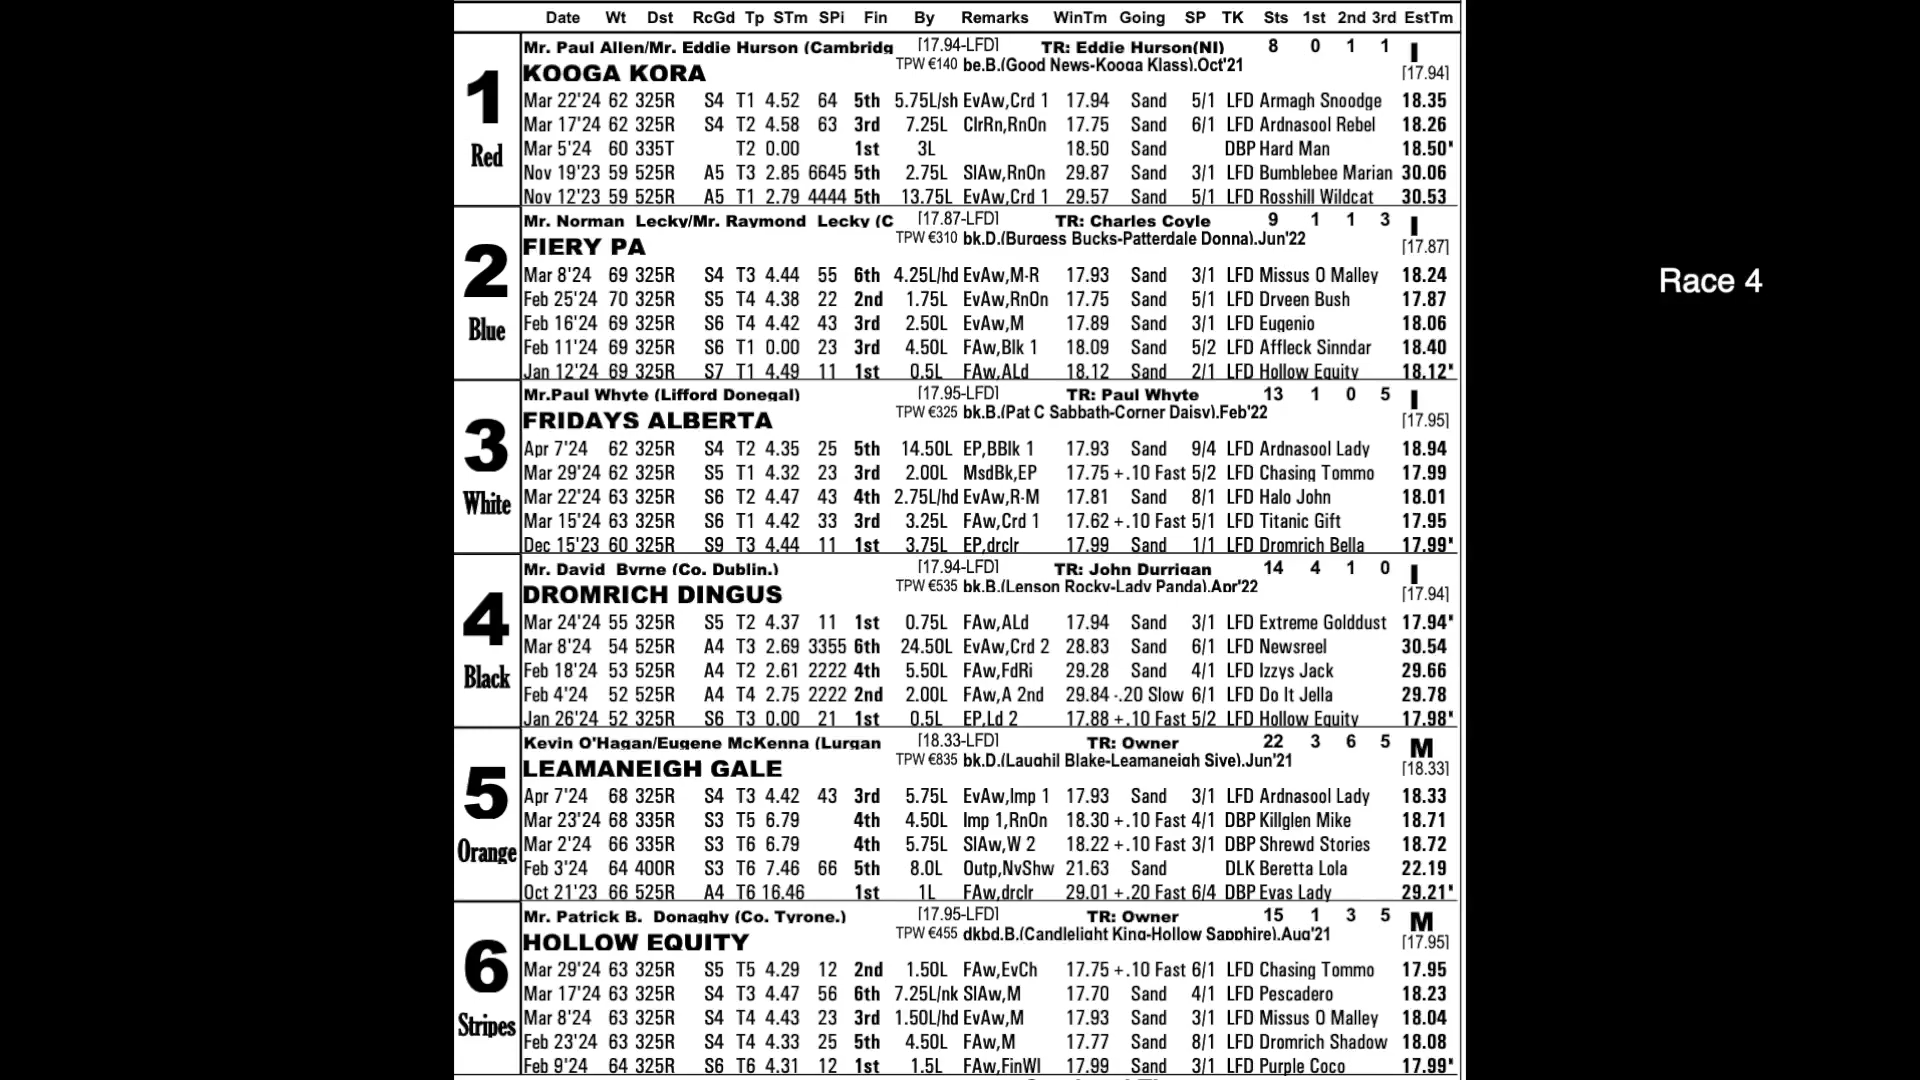 Date Wt Dst RcGd Tp STm SPi Fin By Remarks WinTm Going SP TK Sts 1st 2nd 3rd EstTm
Mr. Paul Allen/Mr. Eddie Hurson (Cambridg [17.94-LFD] TR: Eddie Hurson(NI) 8 0 1 1 I
1 Red
KOOGA KORA TPW €140 be.B.(Good News-Kooga Klass).Oct'21 [17.94]
Mar 22'24 62 325R S4 T1 4.52 64 5th 5.75L/sh EvAw,Crd 1 17.94 Sand 5/1 LFD Armagh Snoodge 18.35
Mar 17'24 62 325R S4 T2 4.58 63 3rd 7.25L ClrRn,RnOn 17.75 Sand 6/1 LFD Ardnasool Rebel 18.26
Mar 5'24 60 335T T2 0.00 1st 3L 18.50 Sand DBP Hard Man 18.50*
Nov 19'23 59 525R A5 T3 2.85 6645 5th 2.75L SlAw,RnOn 29.87 Sand 3/1 LFD Bumblebee Marian 30.06
Nov 12'23 59 525R A5 T1 2.79 4444 5th 13.75L EvAw,Crd 1 29.57 Sand 5/1 LFD Rosshill Wildcat 30.53
Mr. Norman Lecky/Mr. Raymond Lecky (C [17.87-LFD] TR: Charles Coyle 9 1 1 3 I
2 Blue
FIERY PA TPW €310 bk.D.(Burgess Bucks-Patterdale Donna).Jun'22 [17.87]
Mar 8'24 69 325R S4 T3 4.44 55 6th 4.25L/hd EvAw,M-R 17.93 Sand 3/1 LFD Missus O Malley 18.24
Feb 25'24 70 325R S5 T4 4.38 22 2nd 1.75L EvAw,RnOn 17.75 Sand 5/1 LFD Drveen Bush 17.87
Feb 16'24 69 325R S6 T4 4.42 43 3rd 2.50L EvAw,M 17.89 Sand 3/1 LFD Eugenio 18.06
Feb 11'24 69 325R S6 T1 0.00 23 3rd 4.50L FAw,Blk 1 18.09 Sand 5/2 LFD Affleck Sinndar 18.40
Jan 12'24 69 325R S7 T1 4.49 11 1st 0.5L FAw,ALd 18.12 Sand 2/1 LFD Hollow Equity 18.12*
Mr.Paul Whyte (Lifford Donegal) [17.95-LFD] TR: Paul Whyte 13 1 0 5 I
3 White
FRIDAYS ALBERTA TPW €325 bk.B.(Pat C Sabbath-Corner Daisy).Feb'22 [17.95]
Apr 7'24 62 325R S4 T2 4.35 25 5th 14.50L EP,BBlk 1 17.93 Sand 9/4 LFD Ardnasool Lady 18.94
Mar 29'24 62 325R S5 T1 4.32 23 3rd 2.00L MsdBk,EP 17.75 +.10 Fast 5/2 LFD Chasing Tommo 17.99
Mar 22'24 63 325R S6 T2 4.47 43 4th 2.75L/hd EvAw,R-M 17.81 Sand 8/1 LFD Halo John 18.01
Mar 15'24 63 325R S6 T1 4.42 33 3rd 3.25L FAw,Crd 1 17.62 +.10 Fast 5/1 LFD Titanic Gift 17.95
Dec 15'23 60 325R S9 T3 4.44 11 1st 3.75L EP,drclr 17.99 Sand 1/1 LFD Dromrich Bella 17.99*
Mr. David Byrne (Co. Dublin.) [17.94-LFD] TR: John Durrigan 14 4 1 0 I
4 Black
DROMRICH DINGUS TPW €535 bk.B.(Lenson Rocky-Lady Panda).Apr'22 [17.94]
Mar 24'24 55 325R S5 T2 4.37 11 1st 0.75L FAw,ALd 17.94 Sand 3/1 LFD Extreme Golddust 17.94*
Mar 8'24 54 525R A4 T3 2.69 3355 6th 24.50L EvAw,Crd 2 28.83 Sand 6/1 LFD Newsreel 30.54
Feb 18'24 53 525R A4 T2 2.61 2222 4th 5.50L FAw,FdRi 29.28 Sand 4/1 LFD Izzys Jack 29.66
Feb 4'24 52 525R A4 T4 2.75 2222 2nd 2.00L FAw,A 2nd 29.84 -.20 Slow 6/1 LFD Do It Jella 29.78
Jan 26'24 52 325R S6 T3 0.00 21 1st 0.5L EP,Ld 2 17.88 +.10 Fast 5/2 LFD Hollow Equity 17.98*
Kevin O'Hagan/Eugene McKenna (Lurgan [18.33-LFD] TR: Owner 22 3 6 5 M
5 Orange
LEAMANEIGH GALE TPW €835 bk.D.(Laughil Blake-Leamaneigh Sive).Jun'21 [18.33]
Apr 7'24 68 325R S4 T3 4.42 43 3rd 5.75L EvAw,Imp 1 17.93 Sand 3/1 LFD Ardnasool Lady 18.33
Mar 23'24 68 335R S3 T5 6.79 4th 4.50L Imp 1,RnOn 18.30 +.10 Fast 4/1 DBP Killglen Mike 18.71
Mar 2'24 66 335R S3 T6 6.79 4th 5.75L SlAw,W 2 18.22 +.10 Fast 3/1 DBP Shrewd Stories 18.72
Feb 3'24 64 400R S3 T6 7.46 66 5th 8.0L Outp,NvShw 21.63 Sand DLK Beretta Lola 22.19
Oct 21'23 66 525R A4 T6 16.46 1st 1L FAw,drclr 29.01 +.20 Fast 6/4 DBP Evas Lady 29.21*
Mr. Patrick B. Donaghy (Co. Tyrone.) [17.95-LFD] TR: Owner 15 1 3 5 M
6 Stripes
HOLLOW EQUITY TPW €455 dkbd.B.(Candlelight King-Hollow Sapphire).Aug'21 [17.95]
Mar 29'24 63 325R S5 T5 4.29 12 2nd 1.50L FAw,EvCh 17.75 +.10 Fast 6/1 LFD Chasing Tommo 17.95
Mar 17'24 63 325R S4 T3 4.47 56 6th 7.25L/nk SlAw,M 17.70 Sand 4/1 LFD Pescadero 18.23
Mar 8'24 63 325R S4 T4 4.43 23 3rd 1.50L/hd EvAw,M 17.93 Sand 3/1 LFD Missus O Malley 18.04
Feb 23'24 63 325R S4 T4 4.33 25 5th 4.50L FAw,M 17.77 Sand 8/1 LFD Dromrich Shadow 18.08
Feb 9'24 64 325R S6 T6 4.31 12 1st 1.5L FAw,FinWl 17.99 Sand 3/1 LFD Purple Coco 17.99*
Race 4